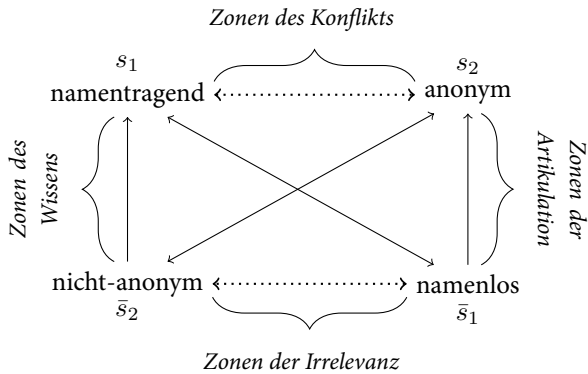 Zonen des Konflikts
s₁
s₂
namentragend
anonym
Zonen des
Wissens
Zonen der
Artikulation
nicht-anonym
namenlos
s̄₂
s̄₁
Zonen der Irrelevanz